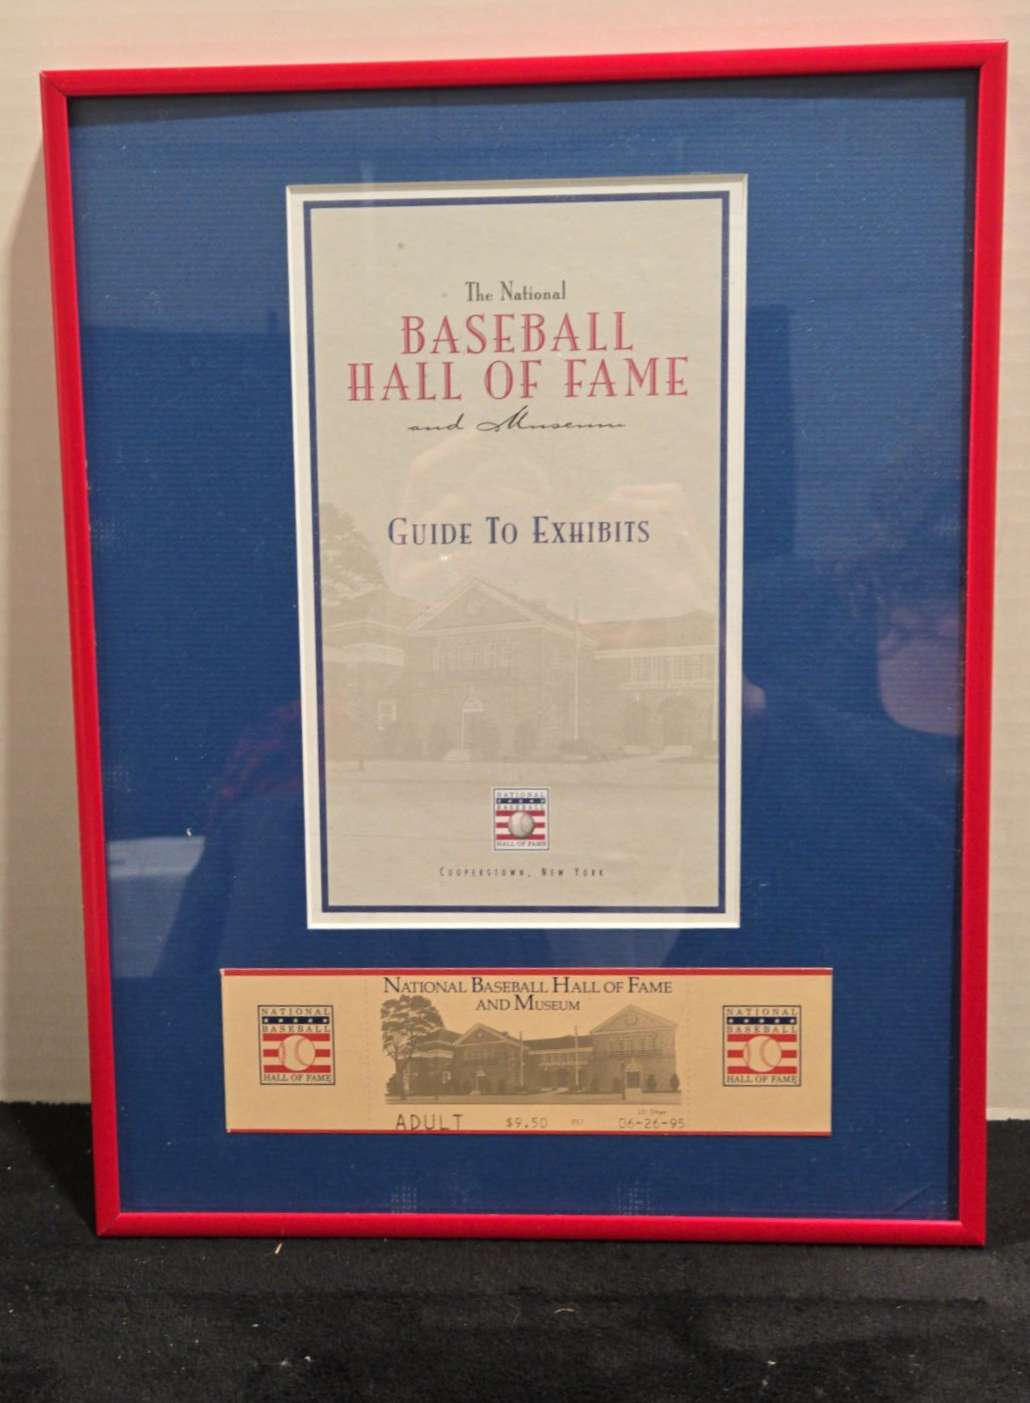 The National
BASEBALL
HALL OF FAME
and Museum
GUIDE TO EXHIBITS
NATIONAL
BASEBALL
HALL OF FAME
COOPERSTOWN, NEW YORK
NATIONAL BASEBALL HALL OF FAME
AND MUSEUM
NATIONAL
BASEBALL
HALL OF FAME
NATIONAL
BASEBALL
HALL OF FAME
ADULT $9.50 06-26-95